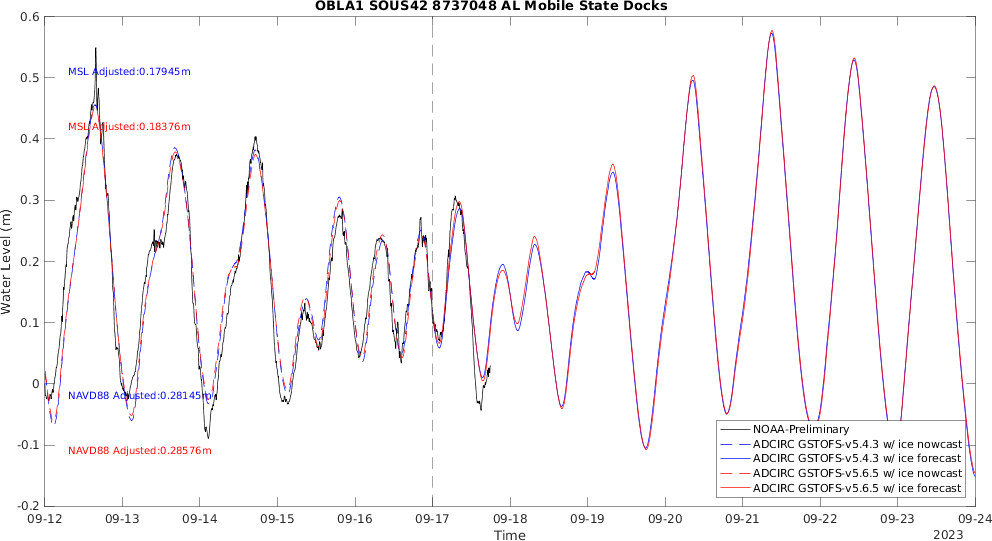 OBLA1 SOUS42 8737048 AL Mobile State Docks
0.6
0.5
0.4
0.3
0.2
0.1
0
-0.1
-0.2
Water Level (m)
MSL Adjusted:0.17945m
MSL Adjusted:0.18376m
NAVD88 Adjusted:0.28145m
NAVD88 Adjusted:0.28576m
NOAA-Preliminary
ADCIRC GSTOFS-v5.4.3 w/ ice nowcast
ADCIRC GSTOFS-v5.4.3 w/ ice forecast
ADCIRC GSTOFS-v5.6.5 w/ ice nowcast
ADCIRC GSTOFS-v5.6.5 w/ ice forecast
09-12 09-13 09-14 09-15 09-16 09-17 09-18 09-19 09-20 09-21 09-22 09-23 09-24
Time
2023